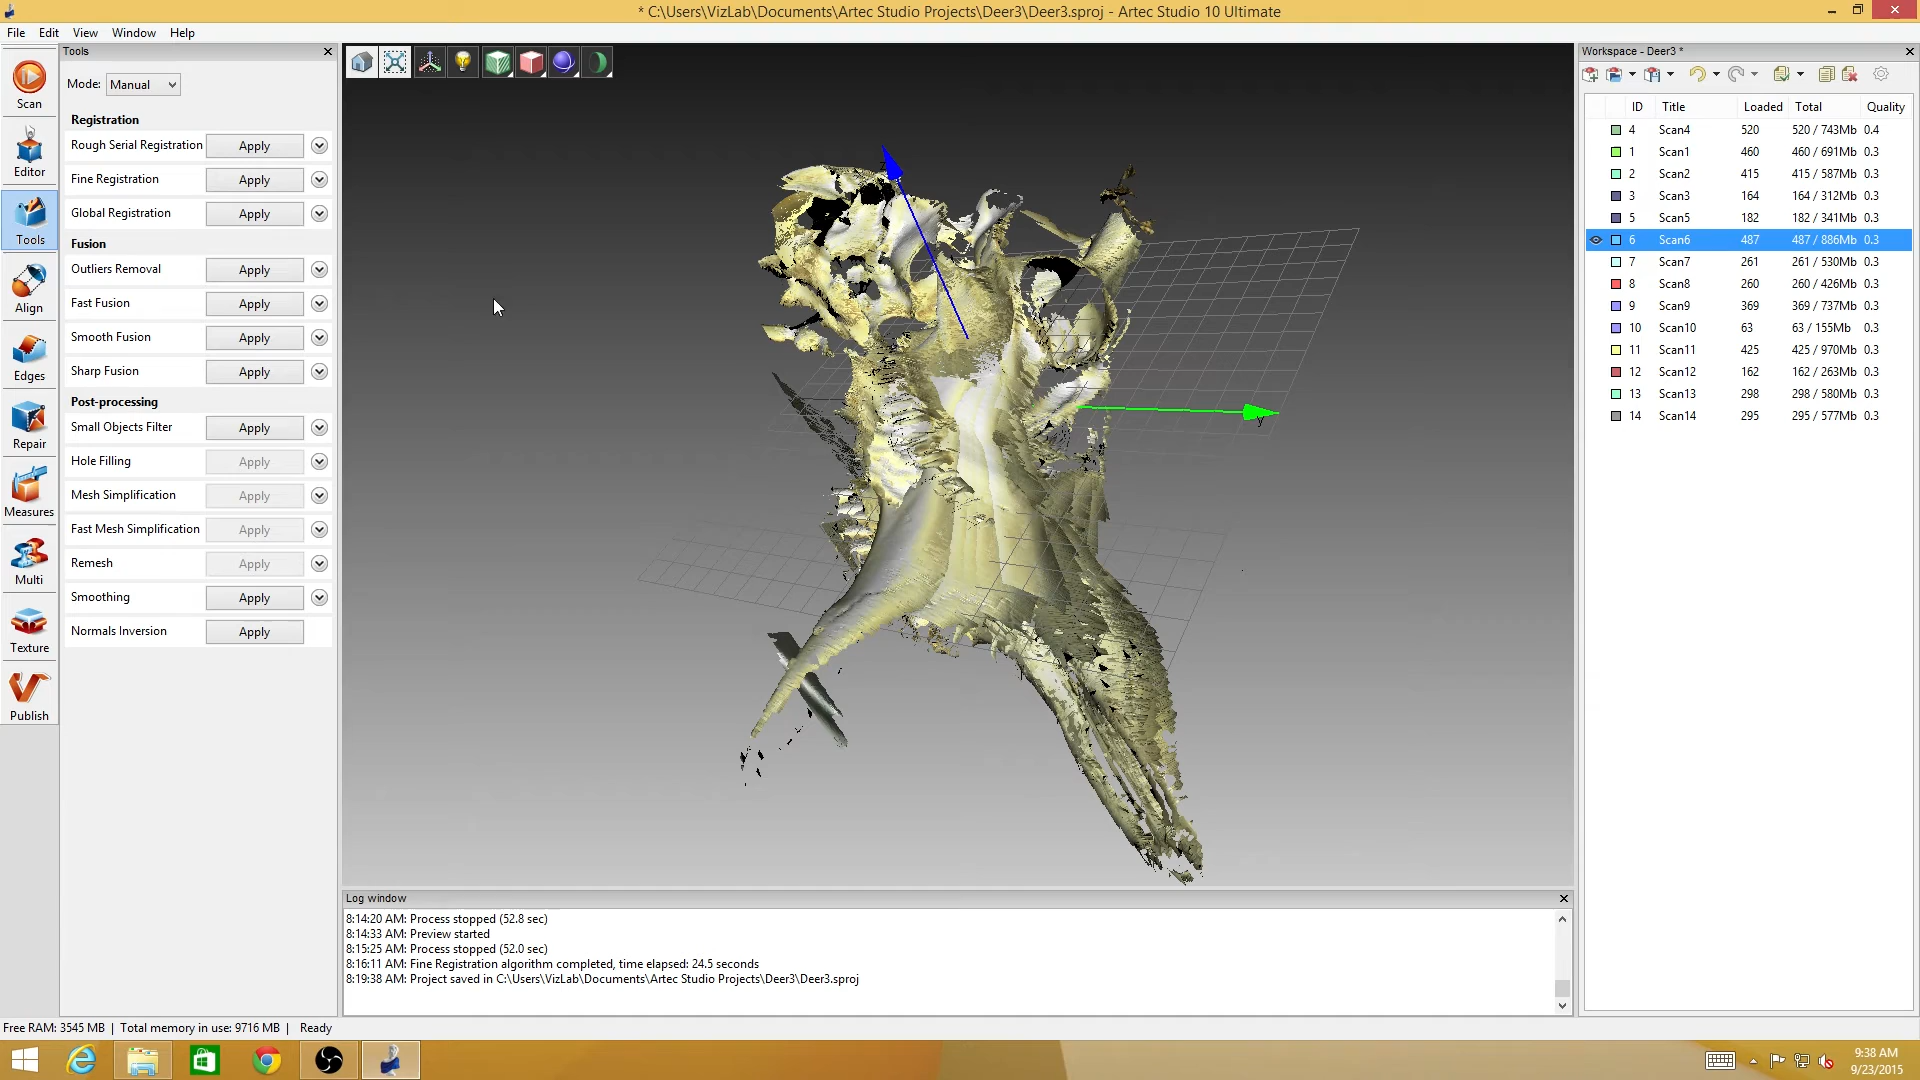 * C:\Users\VizLab\Documents\Artec Studio Projects\Deer3\Deer3.sproj - Artec Studio 10 Ultimate
File Edit View Window Help
Tools
Mode: Manual
Registration
Rough Serial Registration Apply
Fine Registration Apply
Global Registration Apply
Fusion
Outliers Removal Apply
Fast Fusion Apply
Smooth Fusion Apply
Sharp Fusion Apply
Post-processing
Small Objects Filter Apply
Hole Filling Apply
Mesh Simplification Apply
Fast Mesh Simplification Apply
Remesh Apply
Smoothing Apply
Normals Inversion Apply
Scan
Editor
Tools
Align
Edges
Repair
Measures
Multi
Texture
Publish
y
Workspace - Deer3 *
ID Title Loaded Total Quality
4 Scan4 520 520 / 743Mb 0.4
1 Scan1 460 460 / 691Mb 0.3
2 Scan2 415 415 / 587Mb 0.3
3 Scan3 164 164 / 312Mb 0.3
5 Scan5 182 182 / 341Mb 0.3
6 Scan6 487 487 / 886Mb 0.3
7 Scan7 261 261 / 530Mb 0.3
8 Scan8 260 260 / 426Mb 0.3
9 Scan9 369 369 / 737Mb 0.3
10 Scan10 63 63 / 155Mb 0.3
11 Scan11 425 425 / 970Mb 0.3
12 Scan12 162 162 / 263Mb 0.3
13 Scan13 298 298 / 580Mb 0.3
14 Scan14 295 295 / 577Mb 0.3
Log window
8:14:20 AM: Process stopped (52.8 sec)
8:14:33 AM: Preview started
8:15:25 AM: Process stopped (52.0 sec)
8:16:11 AM: Fine Registration algorithm completed, time elapsed: 24.5 seconds
8:19:38 AM: Project saved in C:\Users\VizLab\Documents\Artec Studio Projects\Deer3\Deer3.sproj
Free RAM: 3545 MB | Total memory in use: 9716 MB | Ready
9:38 AM
9/23/2015